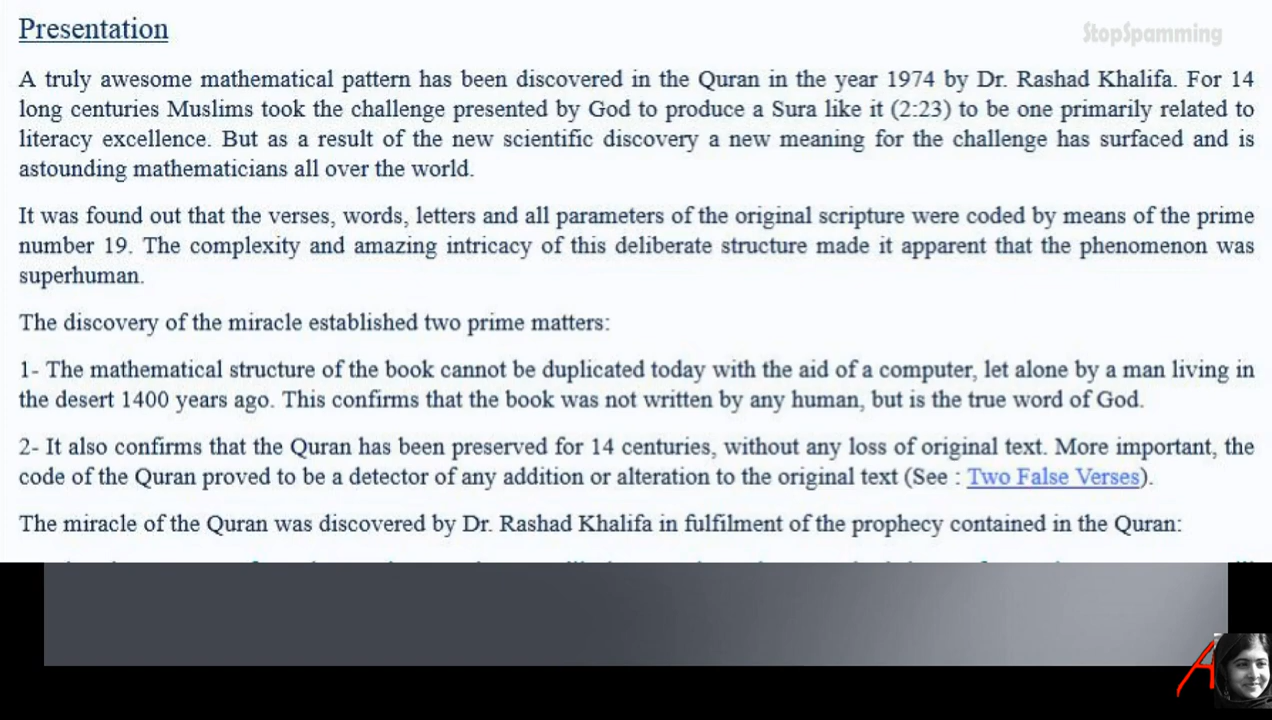 Presentation
StopSpamming
A truly awesome mathematical pattern has been discovered in the Quran in the year 1974 by Dr. Rashad Khalifa. For 14
long centuries Muslims took the challenge presented by God to produce a Sura like it (2:23) to be one primarily related to
literacy excellence. But as a result of the new scientific discovery a new meaning for the challenge has surfaced and is
astounding mathematicians all over the world.
It was found out that the verses, words, letters and all parameters of the original scripture were coded by means of the prime
number 19. The complexity and amazing intricacy of this deliberate structure made it apparent that the phenomenon was
superhuman.
The discovery of the miracle established two prime matters:
1- The mathematical structure of the book cannot be duplicated today with the aid of a computer, let alone by a man living in
the desert 1400 years ago. This confirms that the book was not written by any human, but is the true word of God.
2- It also confirms that the Quran has been preserved for 14 centuries, without any loss of original text. More important, the
code of the Quran proved to be a detector of any addition or alteration to the original text (See : Two False Verses).
The miracle of the Quran was discovered by Dr. Rashad Khalifa in fulfilment of the prophecy contained in the Quran:
A